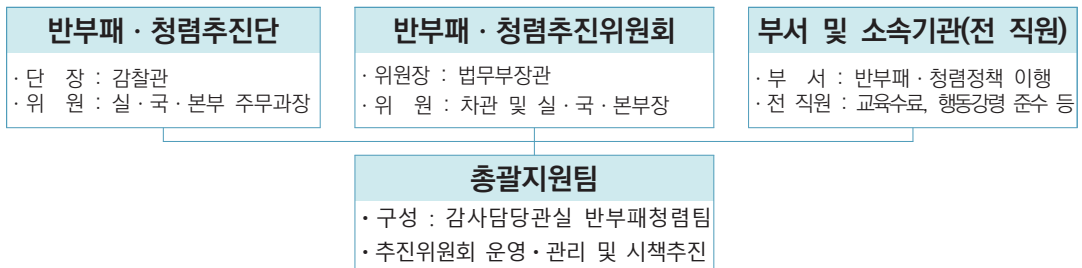 반부패 · 청렴추진단
· 단 장 : 감찰관
· 위 원 : 실 · 국 · 본부 주무과장
반부패 · 청렴추진위원회
· 위원장 : 법무부장관
· 위 원 : 차관 및 실 · 국 · 본부장
부서 및 소속기관(전 직원)
· 부 서 : 반부패 · 청렴정책 이행
· 전 직원 : 교육수료, 행동강령 준수 등
총괄지원팀
• 구성 : 감사담당관실 반부패청렴팀
• 추진위원회 운영 • 관리 및 시책추진